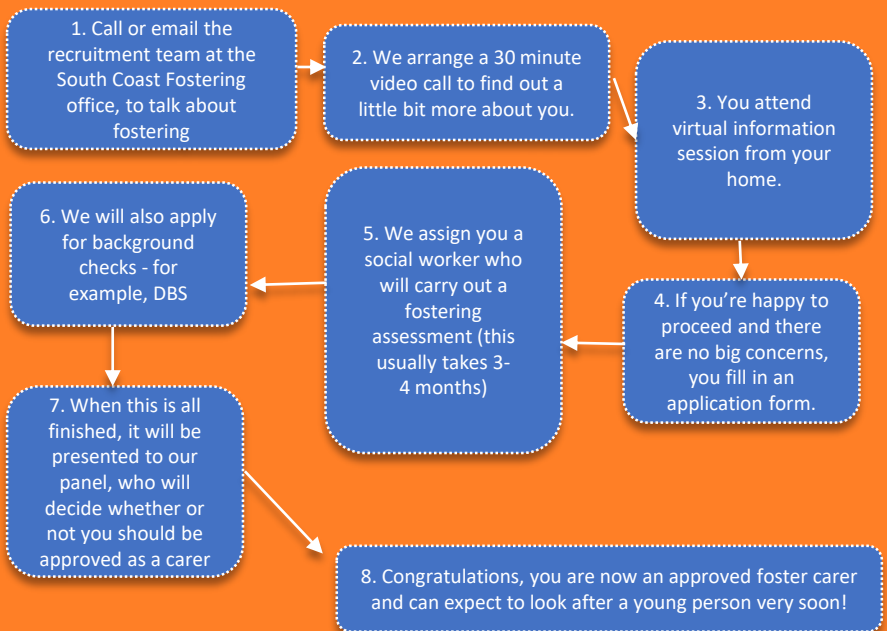 1. Call or email the
recruitment team at the
South Coast Fostering
office, to talk about
fostering
2. We arrange a 30 minute
video call to find out a
little bit more about you.
3. You attend
virtual information
session from your
home.
4. If you’re happy to
proceed and there
are no big concerns,
you fill in an
application form.
5. We assign you a
social worker who
will carry out a
fostering
assessment (this
usually takes 3-
4 months)
6. We will also apply
for background
checks - for
example, DBS
7. When this is all
finished, it will be
presented to our
panel, who will
decide whether or
not you should be
approved as a carer
8. Congratulations, you are now an approved foster carer
and can expect to look after a young person very soon!